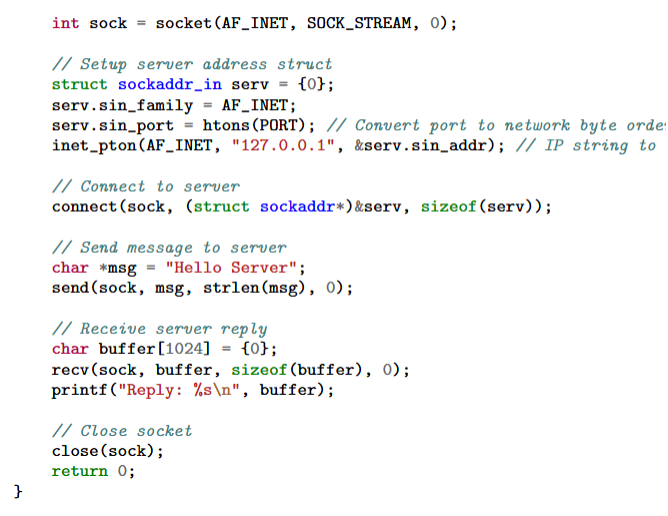 int sock = socket(AF_INET, SOCK_STREAM, 0);
// Setup server address struct
struct sockaddr_in serv = {0};
serv.sin_family = AF_INET;
serv.sin_port = htons(PORT); // Convert port to network byte orde
inet_pton(AF_INET, "127.0.0.1", &serv.sin_addr); // IP string to
// Connect to server
connect(sock, (struct sockaddr*)&serv, sizeof(serv));
// Send message to server
char *msg = "Hello Server";
send(sock, msg, strlen(msg), 0);
// Receive server reply
char buffer[1024] = {0};
recv(sock, buffer, sizeof(buffer), 0);
printf("Reply: %s\n", buffer);
// Close socket
close(sock);
return 0;
}